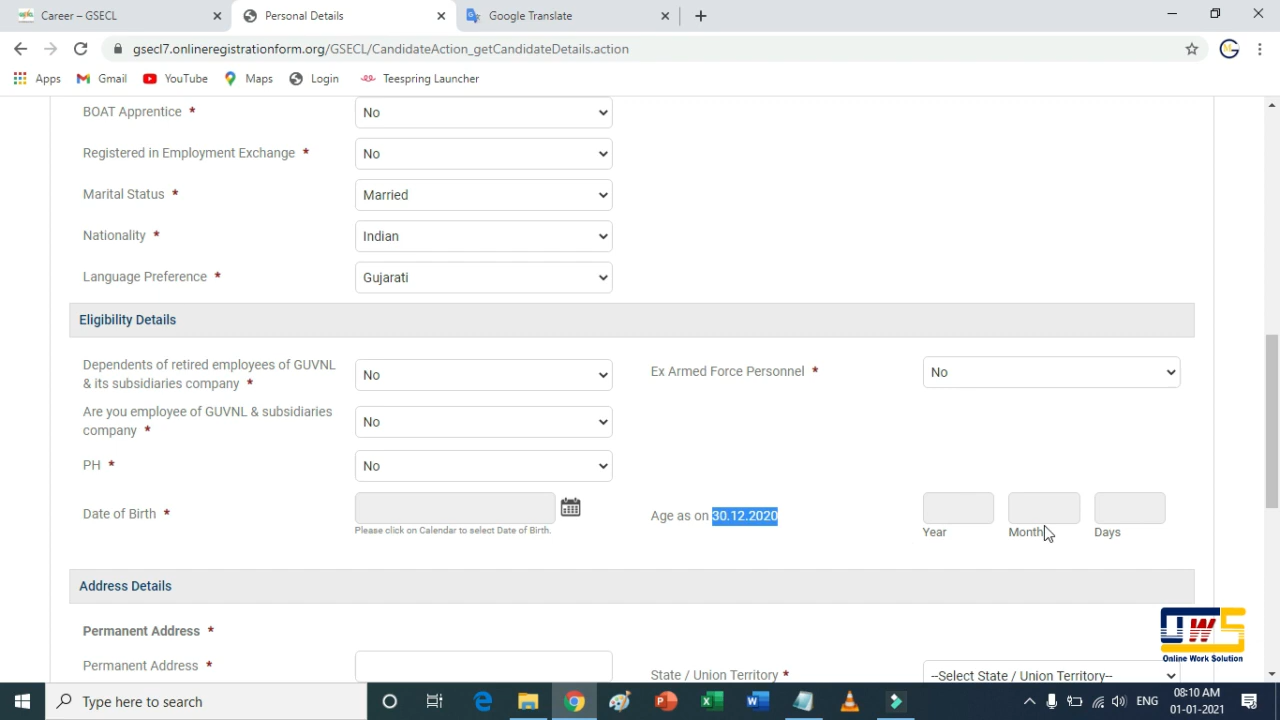 Career – GSECL
Personal Details
Google Translate
gsecl7.onlineregistrationform.org/GSECL/CandidateAction_getCandidateDetails.action
Apps
Gmail
YouTube
Maps
Login
Teespring Launcher
BOAT Apprentice *
No
Registered in Employment Exchange *
No
Marital Status *
Married
Nationality *
Indian
Language Preference *
Gujarati
Eligibility Details
Dependents of retired employees of GUVNL
& its subsidiaries company *
No
Ex Armed Force Personnel *
No
Are you employee of GUVNL & subsidiaries
company *
No
PH *
No
Date of Birth *
Please click on Calendar to select Date of Birth.
Age as on 30.12.2020
Year
Month
Days
Address Details
Permanent Address *
Permanent Address *
State / Union Territory *
--Select State / Union Territory--
OWS
Online Work Solution
Type here to search
ENG
08:10 AM
01-01-2021